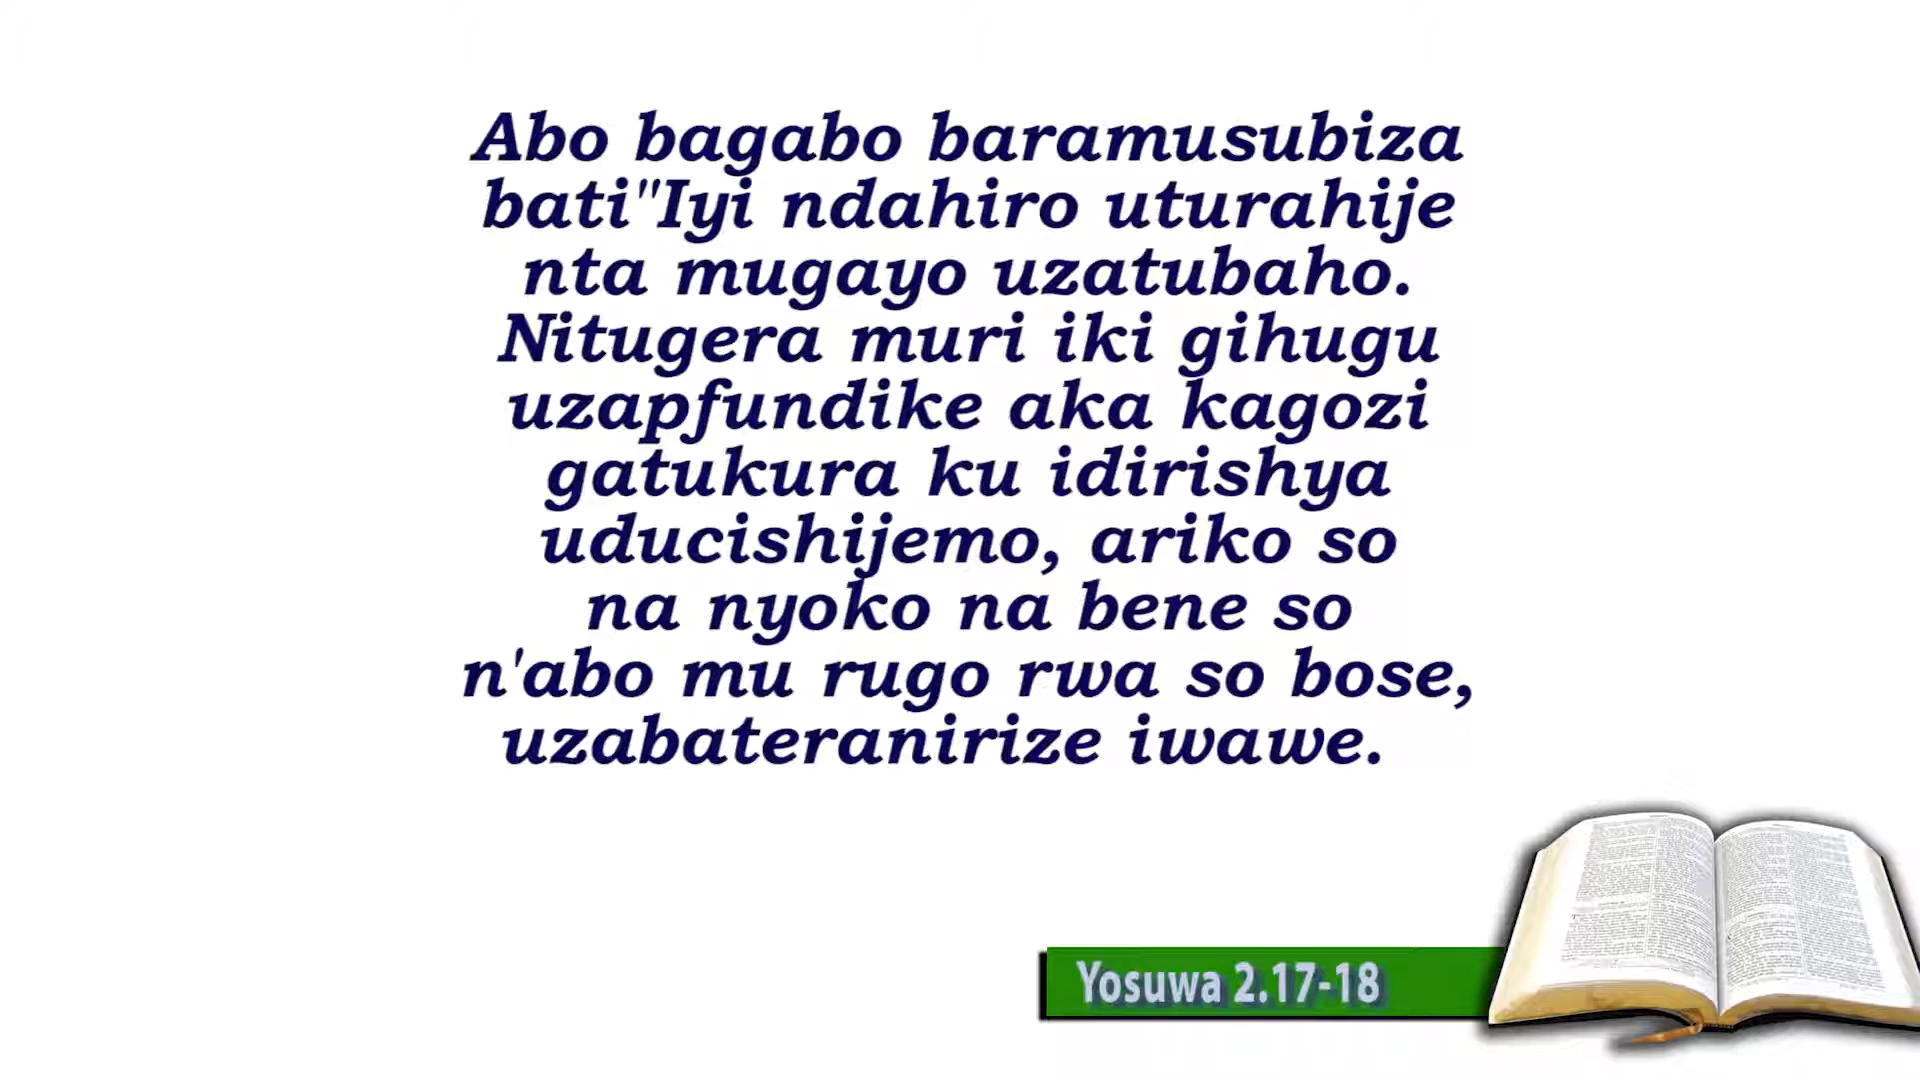 Abo bagabo baramusubiza
bati"Iyi ndahiro uturahije
nta mugayo uzatubaho.
Nitugera muri iki gihugu
uzapfundike aka kagozi
gatukura ku idirishya
uducishijemo, ariko so
na nyoko na bene so
n'abo mu rugo rwa so bose,
uzabateranirize iwawe.
Yosuwa 2.17-18